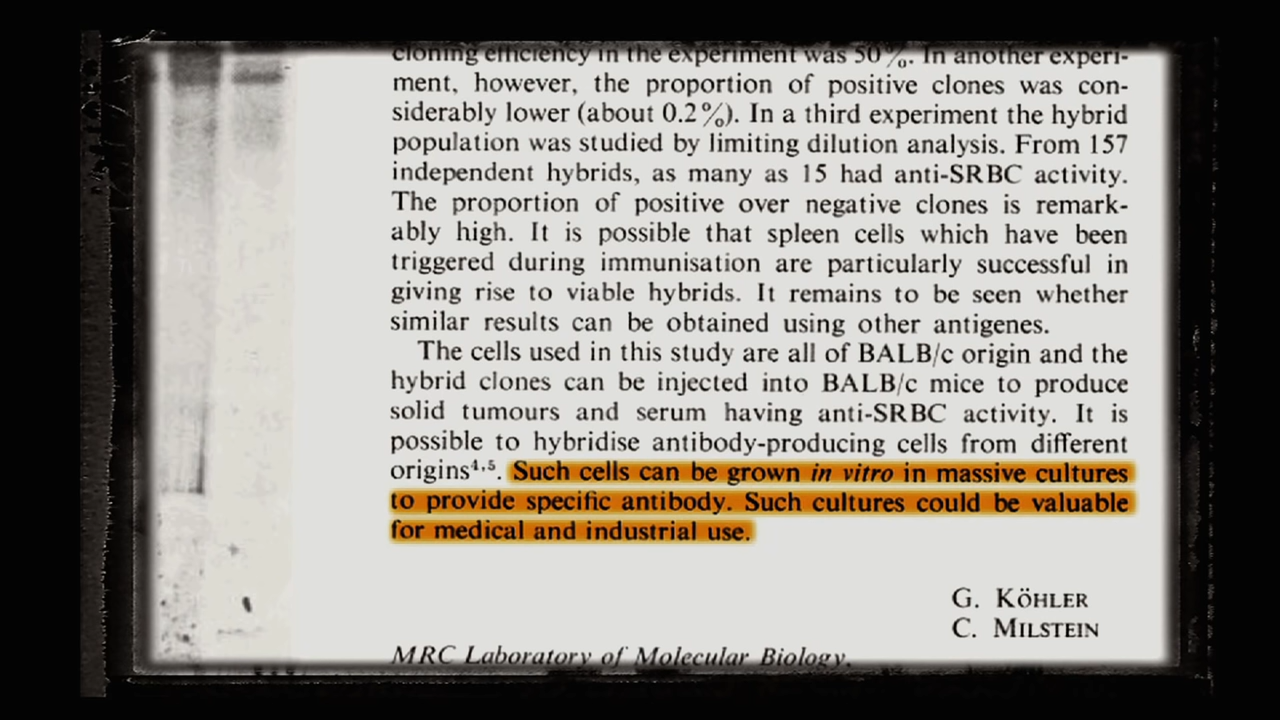 cloning efficiency in the experiment was 50%. In another experi-
ment, however, the proportion of positive clones was con-
siderably lower (about 0.2%). In a third experiment the hybrid
population was studied by limiting dilution analysis. From 157
independent hybrids, as many as 15 had anti-SRBC activity.
The proportion of positive over negative clones is remark-
ably high. It is possible that spleen cells which have been
triggered during immunisation are particularly successful in
giving rise to viable hybrids. It remains to be seen whether
similar results can be obtained using other antigenes.
The cells used in this study are all of BALB/c origin and the
hybrid clones can be injected into BALB/c mice to produce
solid tumours and serum having anti-SRBC activity. It is
possible to hybridise antibody-producing cells from different
origins⁴,⁵. Such cells can be grown in vitro in massive cultures
to provide specific antibody. Such cultures could be valuable
for medical and industrial use.
G. KÖHLER
C. MILSTEIN
MRC Laboratory of Molecular Biology,